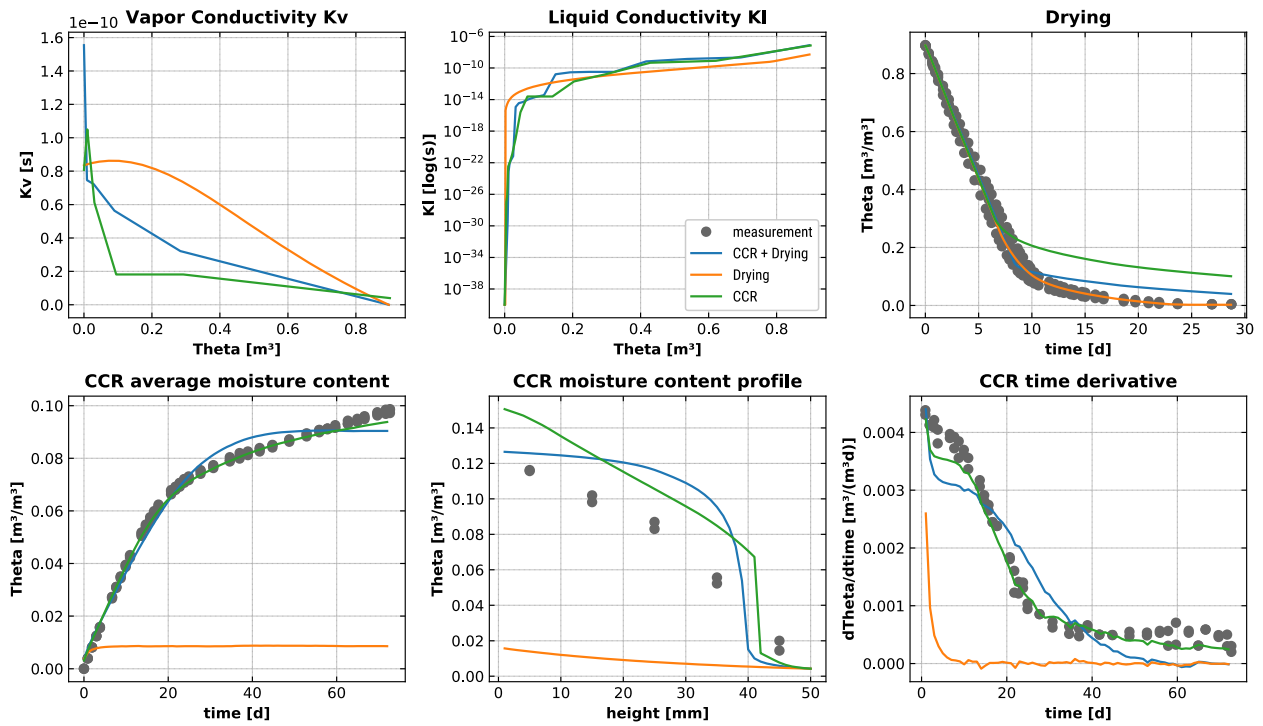 Vapor Conductivity Kv
1e−10
1.6
1.4
1.2
1.0
0.8
0.6
0.4
0.2
0.0
Kv [s]
0.0 0.2 0.4 0.6 0.8
Theta [m³]
Liquid Conductivity Kl
10⁻⁶
10⁻¹⁰
10⁻¹⁴
10⁻¹⁸
10⁻²²
10⁻²⁶
10⁻³⁰
10⁻³⁴
10⁻³⁸
Kl [log(s)]
measurement
CCR + Drying
Drying
CCR
0.0 0.2 0.4 0.6 0.8
Theta [m³]
Drying
0.8
0.6
0.4
0.2
0.0
Theta [m³/m³]
0 5 10 15 20 25 30
time [d]
CCR average moisture content
0.10
0.08
0.06
0.04
0.02
0.00
Theta [m³/m³]
0 20 40 60
time [d]
CCR moisture content profile
0.16
0.14
0.12
0.10
0.08
0.06
0.04
0.02
0.00
Theta [m³/m³]
0 10 20 30 40 50
height [mm]
CCR time derivative
0.004
0.003
0.002
0.001
0.000
dTheta/dtime [m³/(m³d)]
0 20 40 60
time [d]